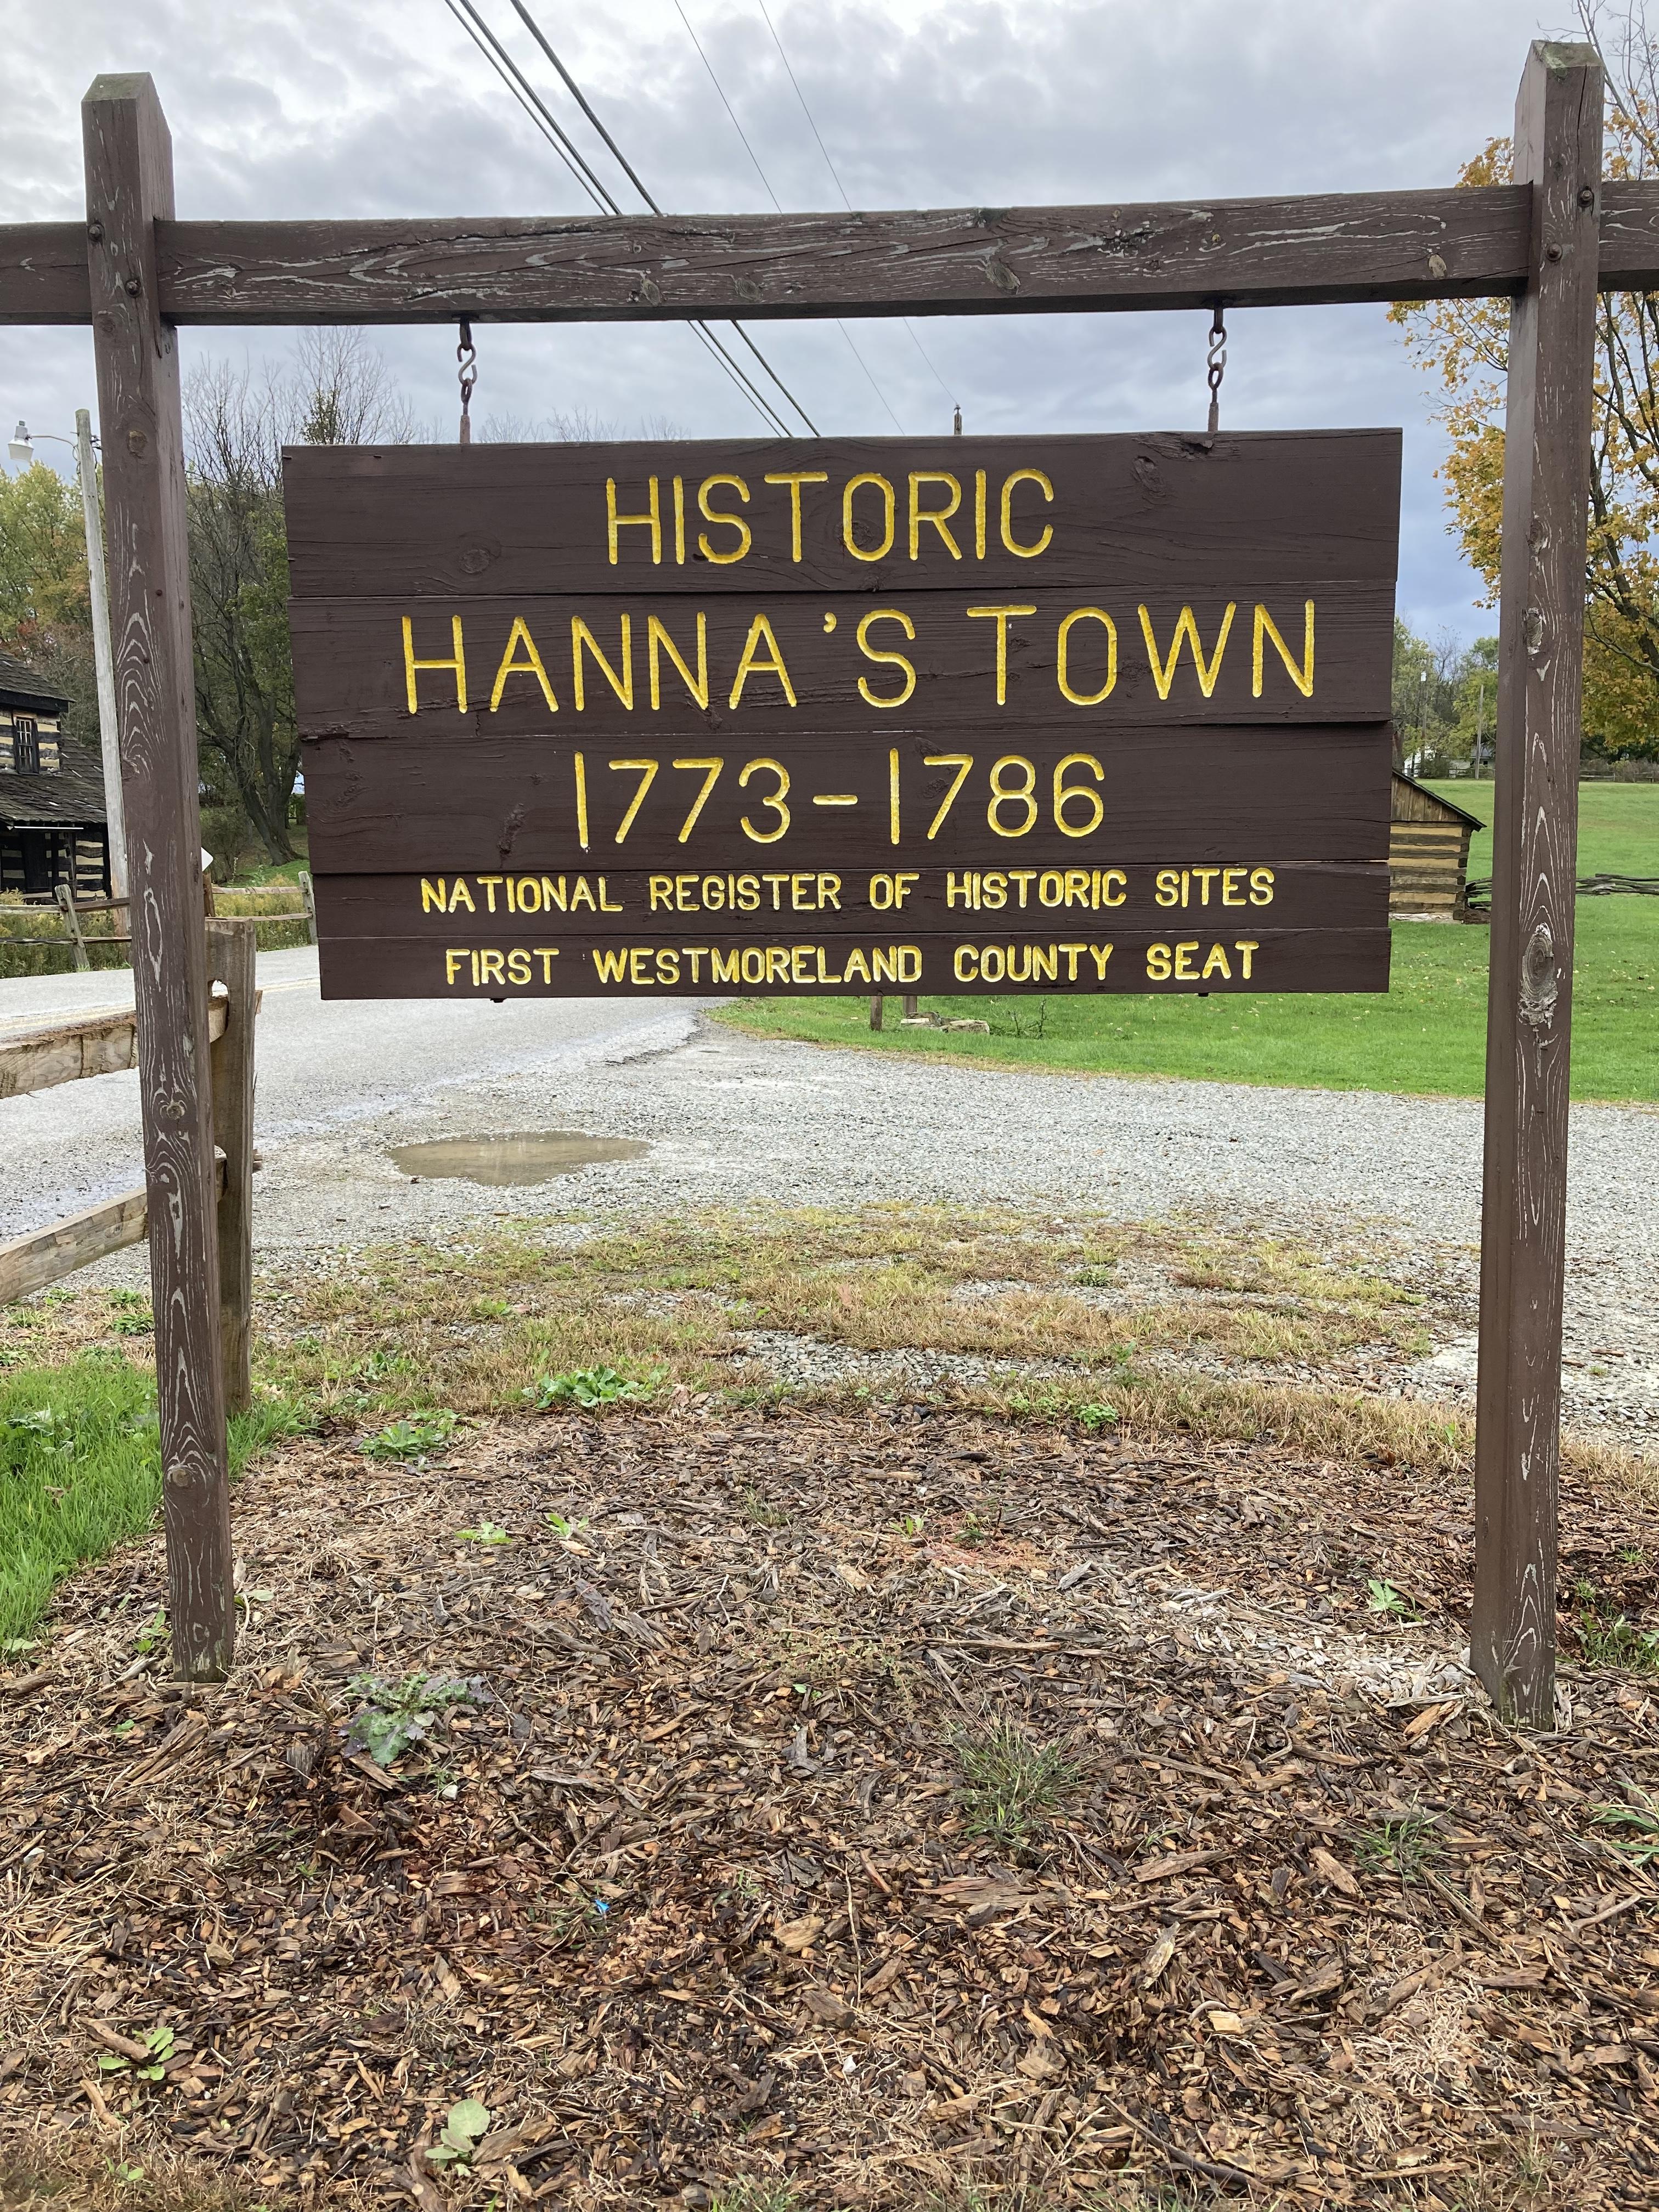 HISTORIC
HANNA'S TOWN
1773-1786
NATIONAL REGISTER OF HISTORIC SITES
FIRST WESTMORELAND COUNTY SEAT